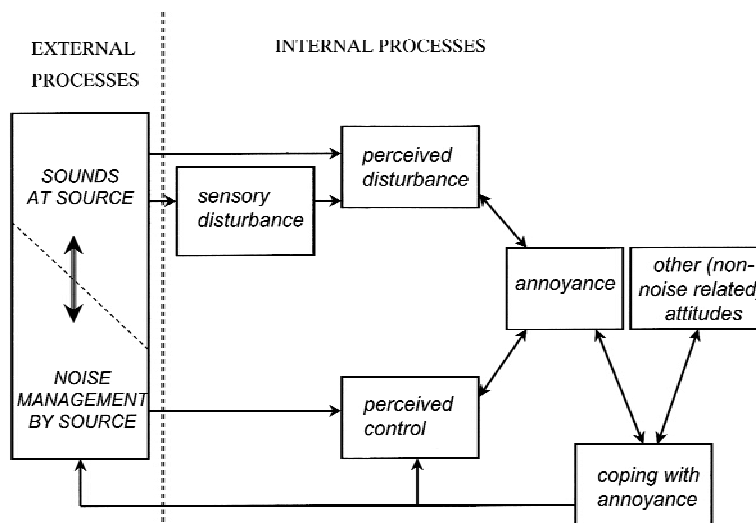 EXTERNAL
PROCESSES
INTERNAL PROCESSES
SOUNDS
AT SOURCE
sensory
disturbance
perceived
disturbance
annoyance
other (non-
noise related)
attitudes
NOISE
MANAGEMENT
BY SOURCE
perceived
control
coping with
annoyance